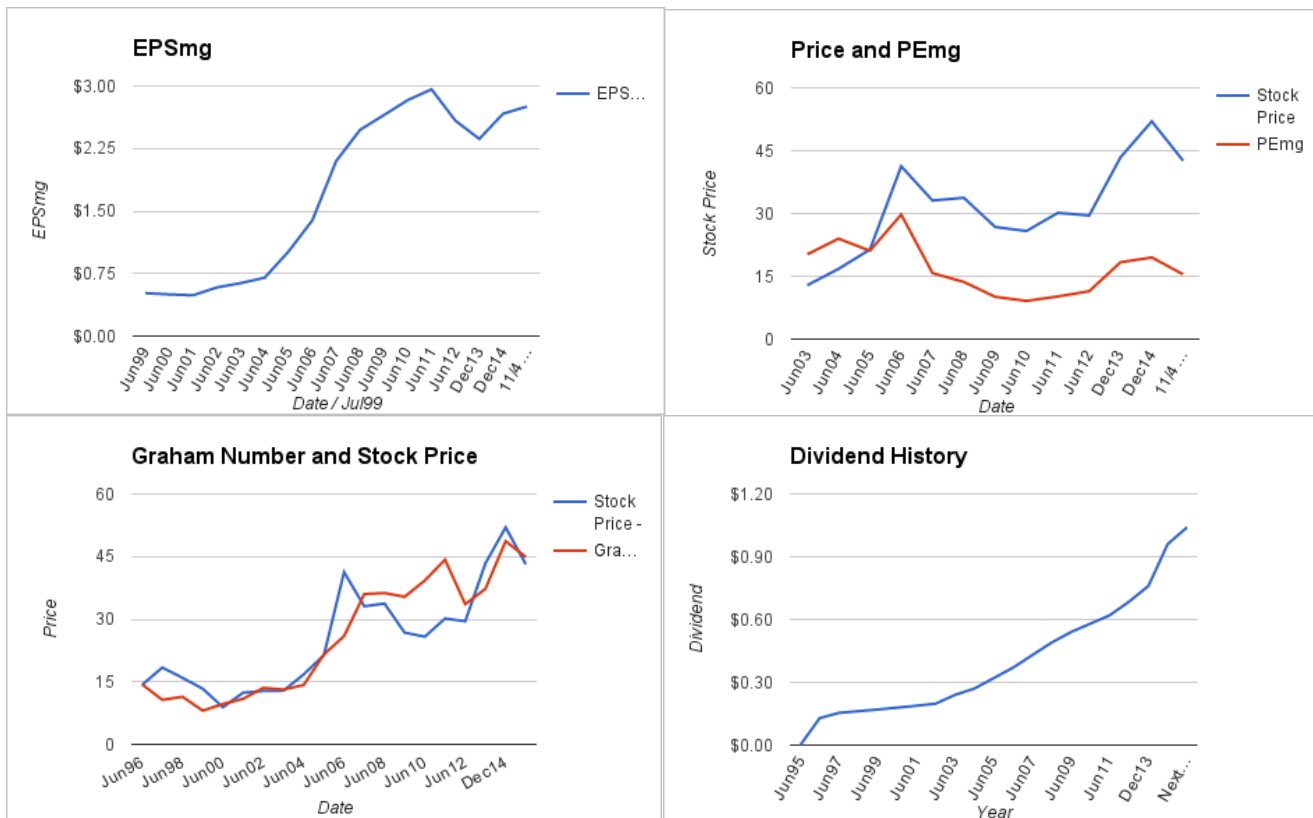 EPSmg
$3.00
$2.25
$1.50
$0.75
$0.00
EPSmg
EPS...
Jun99
Jun00
Jun01
Jun02
Jun03
Jun04
Jun05
Jun06
Jun07
Jun08
Jun09
Jun10
Jun11
Jun12
Dec13
Dec14
11/4...
Date / Jul99
Price and PEmg
60
45
30
15
0
Stock Price
Stock
Price
PEmg
Jun03
Jun04
Jun05
Jun06
Jun07
Jun08
Jun09
Jun10
Jun11
Jun12
Dec13
Dec14
11/4...
Date
Graham Number and Stock Price
60
45
30
15
0
Price
Stock
Price -
Gra...
Jun96
Jun98
Jun00
Jun02
Jun04
Jun06
Jun08
Jun10
Jun12
Dec14
Date
Dividend History
$1.20
$0.90
$0.60
$0.30
$0.00
Dividend
Jun95
Jun97
Jun99
Jun01
Jun03
Jun05
Jun07
Jun09
Jun11
Dec13
Next...
Year